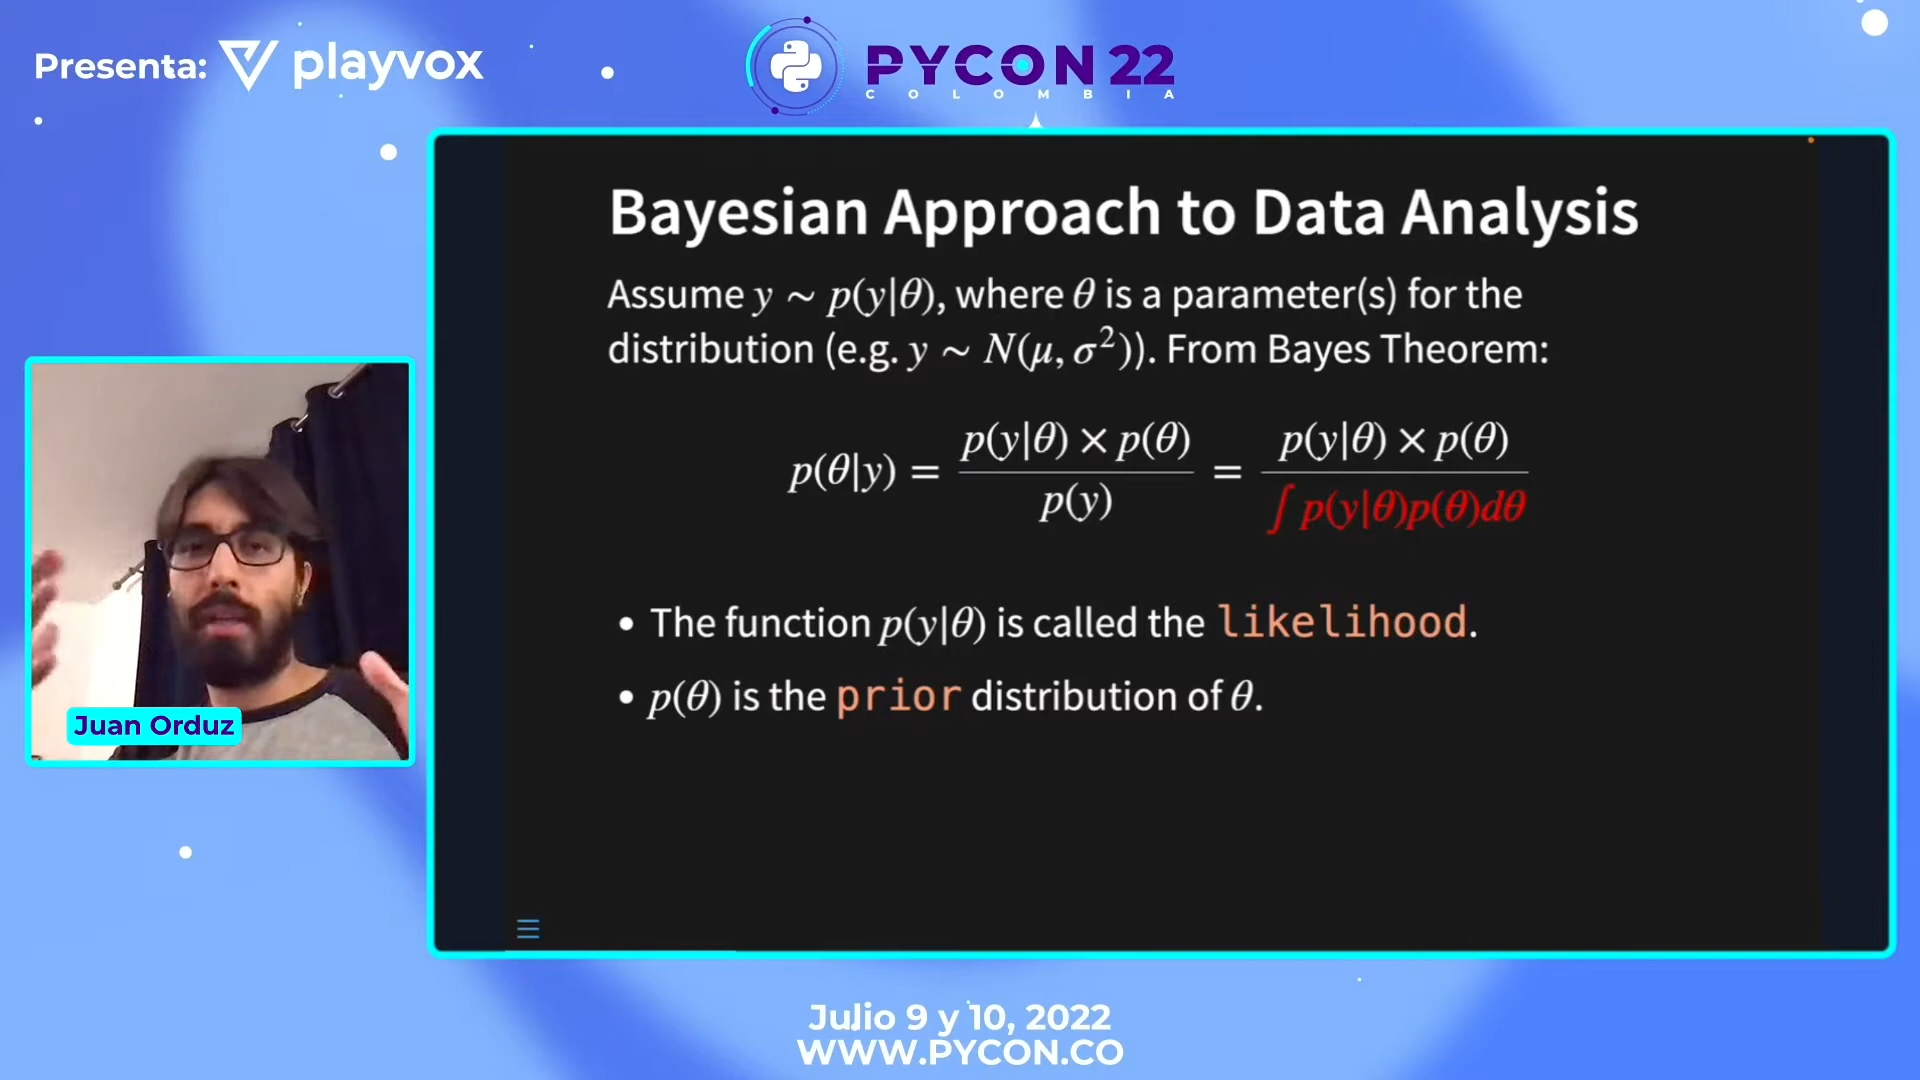 Presenta: playvox
PYCON 22
COLOMBIA
Bayesian Approach to Data Analysis
Assume y ∼ p(y|θ), where θ is a parameter(s) for the
distribution (e.g. y ∼ N(μ, σ²)). From Bayes Theorem:
p(θ|y) = p(y|θ) × p(θ) / p(y) = p(y|θ) × p(θ) / ∫ p(y|θ)p(θ)dθ
• The function p(y|θ) is called the likelihood.
• p(θ) is the prior distribution of θ.
Juan Orduz
Julio 9 y 10, 2022
WWW.PYCON.CO